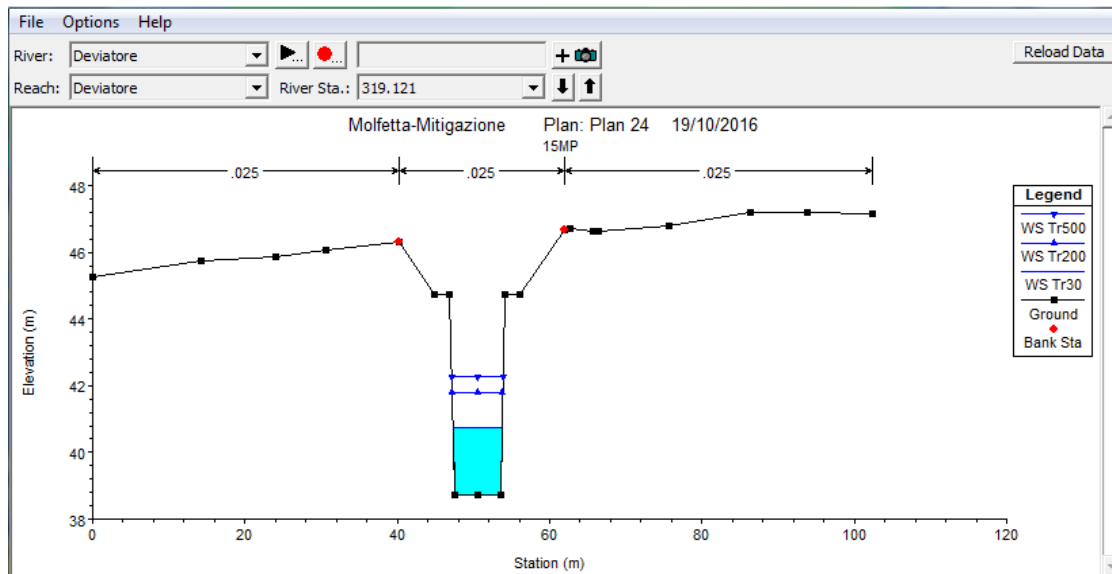 File Options Help
River: Deviatore + Reload Data
Reach: Deviatore River Sta.: 319.121
Molfetta-Mitigazione Plan: Plan 24 19/10/2016
15MP
.025 .025 .025
48
46
44
42
40
38
Elevation (m)
0 20 40 60 80 100 120
Station (m)
Legend
WS Tr500
WS Tr200
WS Tr30
Ground
Bank Sta